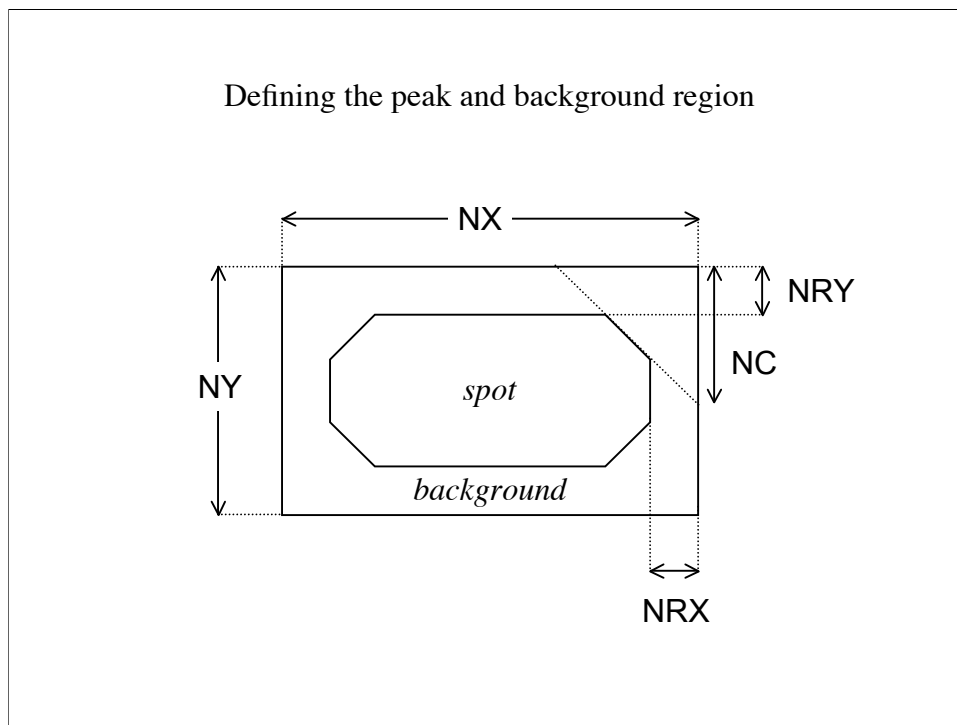 Defining the peak and background region
NX
NRY
NC
NY
spot
background
NRX